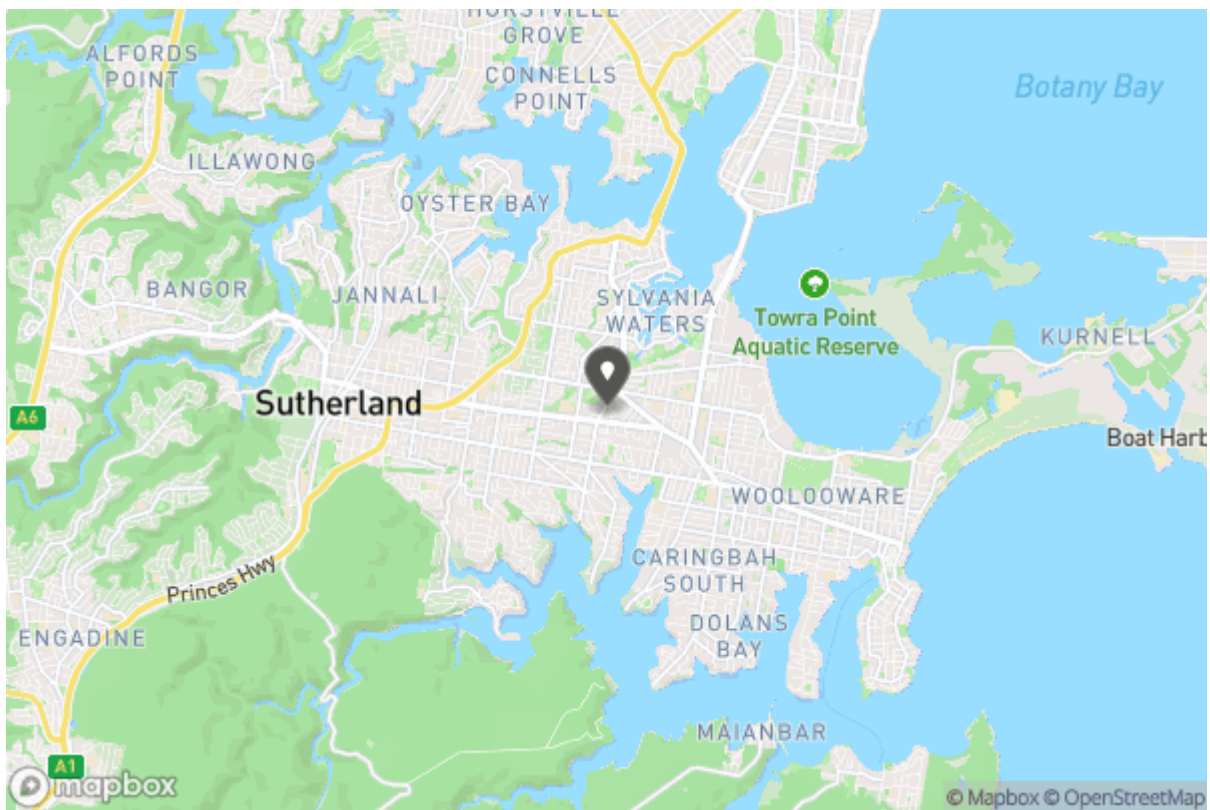 HURSTVILLE
GROVE
ALFORDS
POINT
CONNELLS
POINT
Botany Bay
ILLAWONG
OYSTER BAY
BANGOR
JANNALI
SYLVANIA
WATERS
Towra Point
Aquatic Reserve
KURNELL
Sutherland
A6
Boat Harb
WOOLOOWARE
CARINGBAH
SOUTH
Princes Hwy
DOLANS
BAY
ENGADINE
MAIANBAR
A1
mapbox
© Mapbox © OpenStreetMap